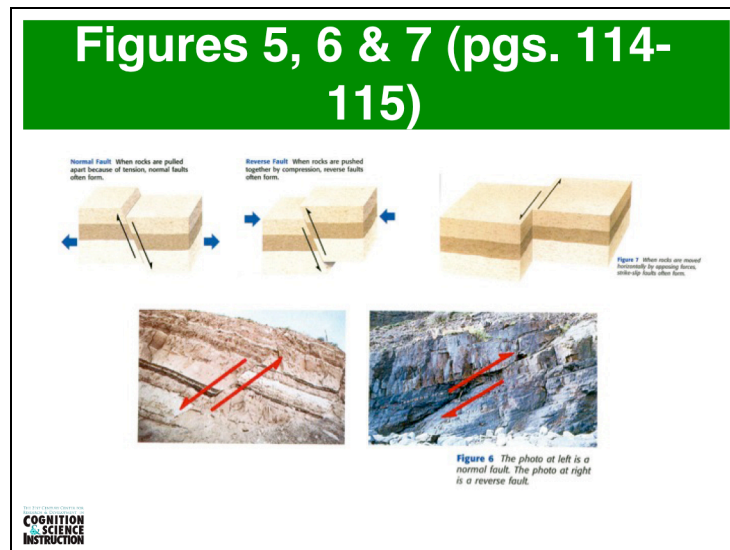 Figures 5, 6 & 7 (pgs. 114-
115)
Normal Fault When rocks are pulled
apart because of tension, normal faults
often form.
Reverse Fault When rocks are pushed
together by compression, reverse faults
often form.
Figure 7 When rocks are moved
horizontally by opposing forces,
strike-slip faults often form.
Figure 6 The photo at left is a
normal fault. The photo at right
is a reverse fault.
COGNITION
& SCIENCE
INSTRUCTION